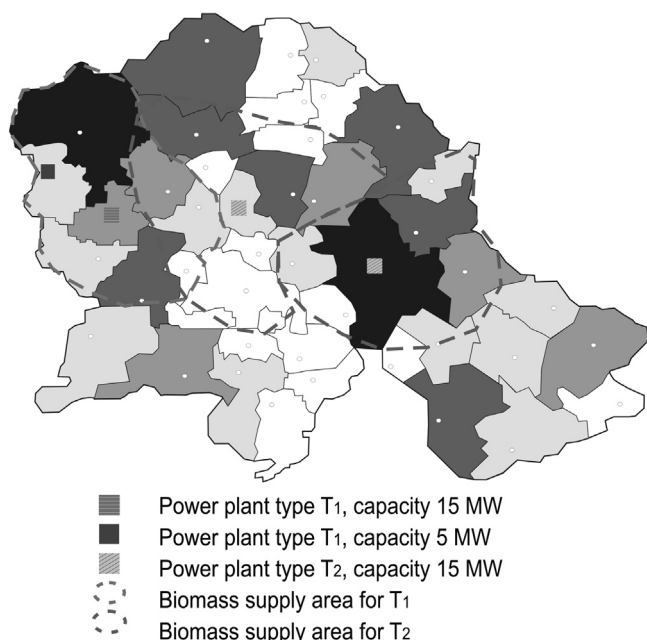 Power plant type T₁, capacity 15 MW
Power plant type T₁, capacity 5 MW
Power plant type T₂, capacity 15 MW
Biomass supply area for T₁
Biomass supply area for T₂